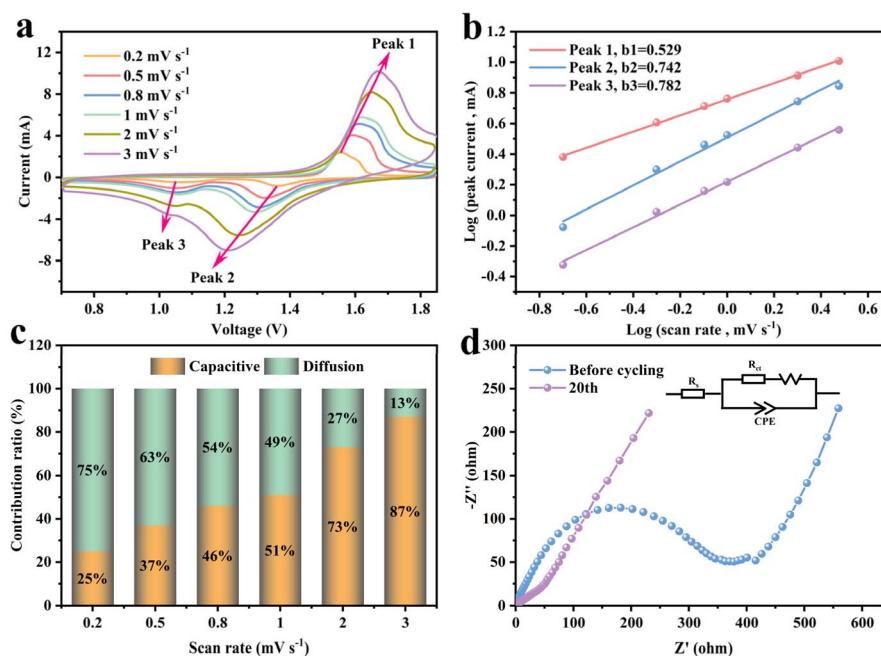 a
12
8
4
0
-4
-8
Current (mA)
0.2 mV s⁻¹
0.5 mV s⁻¹
0.8 mV s⁻¹
1 mV s⁻¹
2 mV s⁻¹
3 mV s⁻¹
Peak 1
Peak 3
Peak 2
0.8 1.0 1.2 1.4 1.6 1.8
Voltage (V)
b
1.2
1.0
0.8
0.6
0.4
0.2
0.0
-0.2
-0.4
Log (peak current , mA)
Peak 1, b1=0.529
Peak 2, b2=0.742
Peak 3, b3=0.782
-0.8 -0.6 -0.4 -0.2 0.0 0.2 0.4 0.6
Log (scan rate , mV s⁻¹)
c
120
100
80
60
40
20
0
Contribution ratio (%)
Capacitive Diffusion
75% 63% 54% 49% 27% 13%
25% 37% 46% 51% 73% 87%
0.2 0.5 0.8 1 2 3
Scan rate (mV s⁻¹)
d
300
250
200
150
100
50
0
-Z'' (ohm)
Before cycling
20th
Rs
Rct
CPE
0 100 200 300 400 500 600
Z' (ohm)